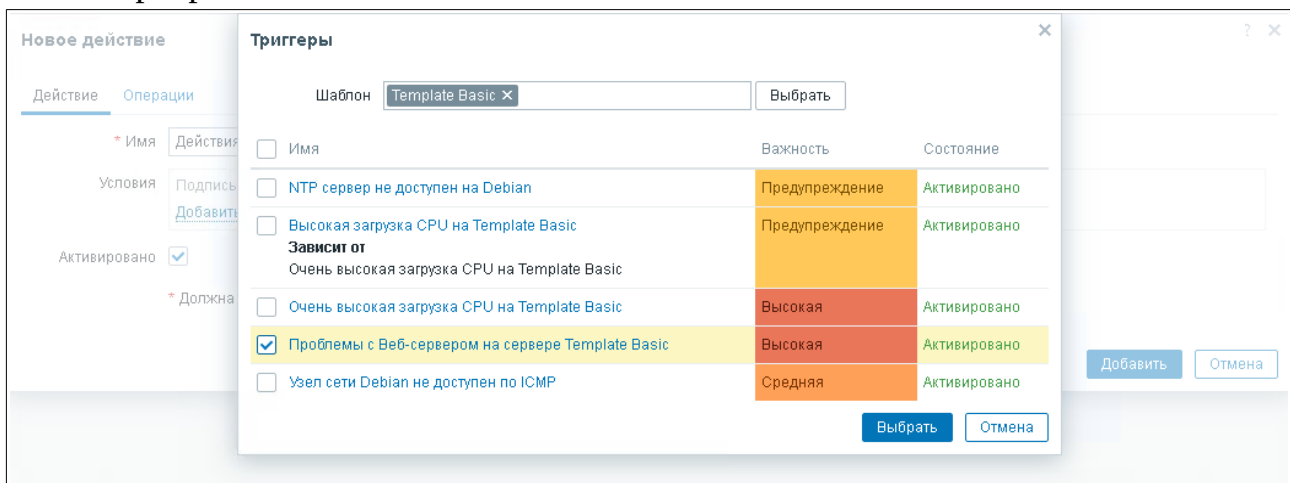 Новое действие
Триггеры
Действие Операции
Шаблон Template Basic Выбрать
* Имя Действия
Имя Важность Состояние
Условия Подпись
NTP сервер не доступен на Debian Предупреждение Активировано
Добавить
Высокая загрузка CPU на Template Basic Предупреждение Активировано
Зависит от
Очень высокая загрузка CPU на Template Basic
Активировано
* Должна
Очень высокая загрузка CPU на Template Basic Высокая Активировано
Проблемы с Веб-сервером на сервере Template Basic Высокая Активировано
Узел сети Debian не доступен по ICMP Средняя Активировано
Добавить Отмена
Выбрать Отмена